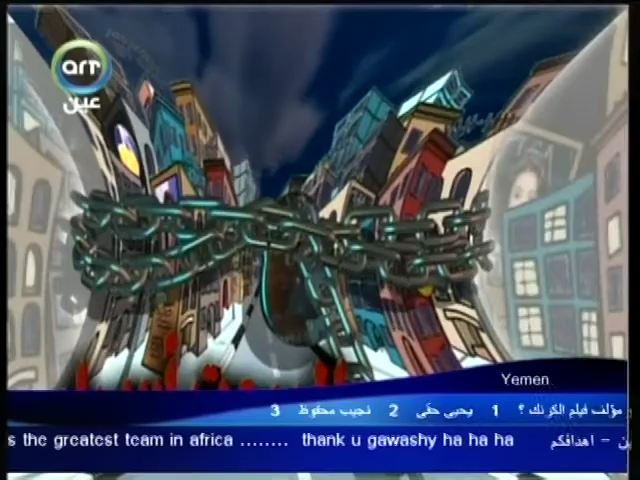 art
عين
Yemen
مؤلف فيلم الكرنك ؟ 1 يحيى حقي 2 نجيب محفوظ 3
s the greatest team in africa ........ thank u gawashy ha ha ha ن - اهدافكم